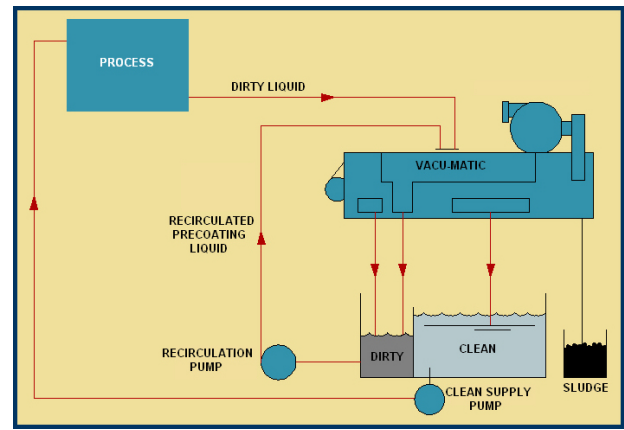 PROCESS
DIRTY LIQUID
VACU-MATIC
RECIRCULATED
PRECOATING
LIQUID
RECIRCULATION
PUMP
DIRTY
CLEAN
CLEAN SUPPLY
PUMP
SLUDGE